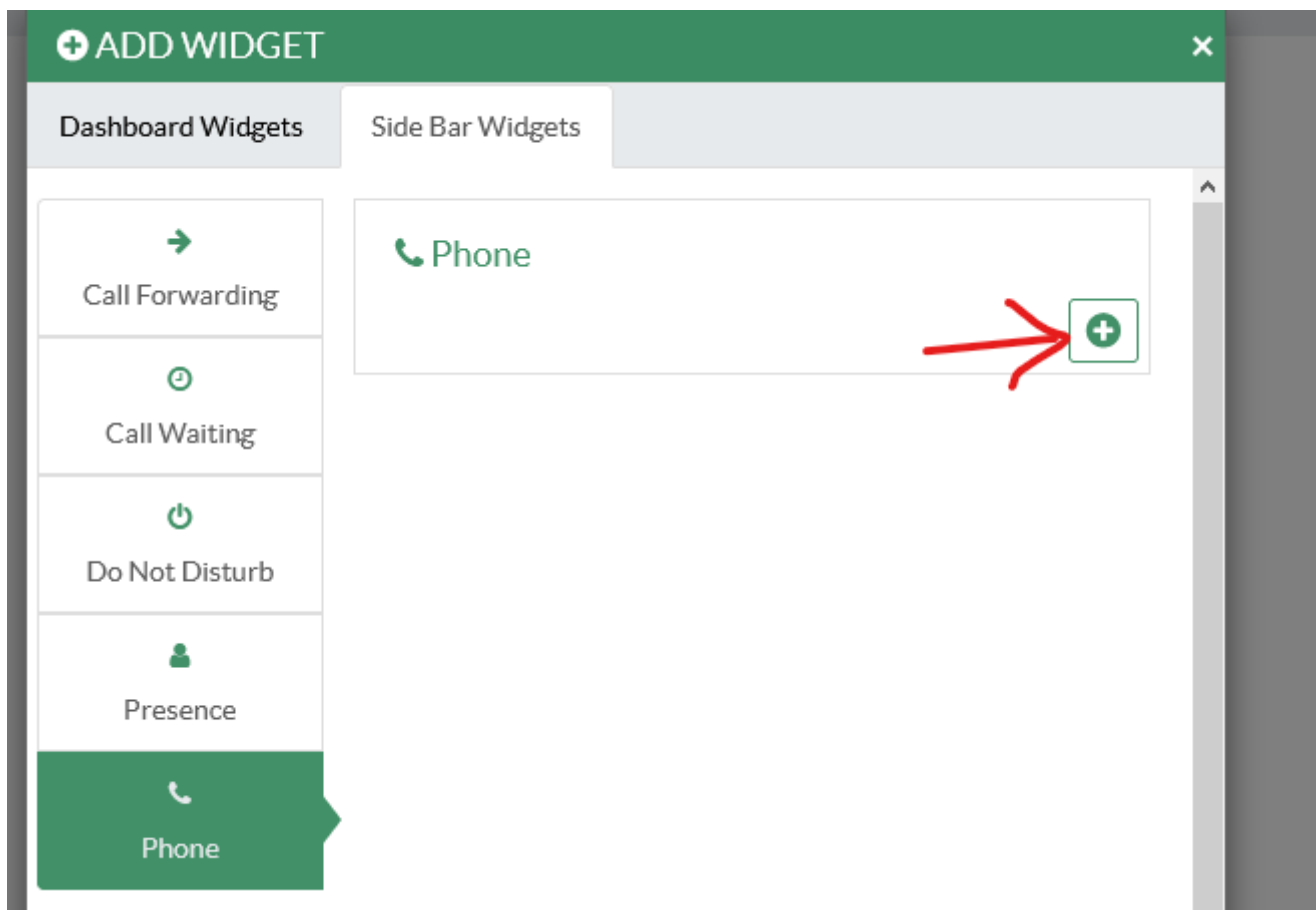 ADD WIDGET
Dashboard Widgets
Side Bar Widgets
Call Forwarding
Call Waiting
Do Not Disturb
Presence
Phone
Phone